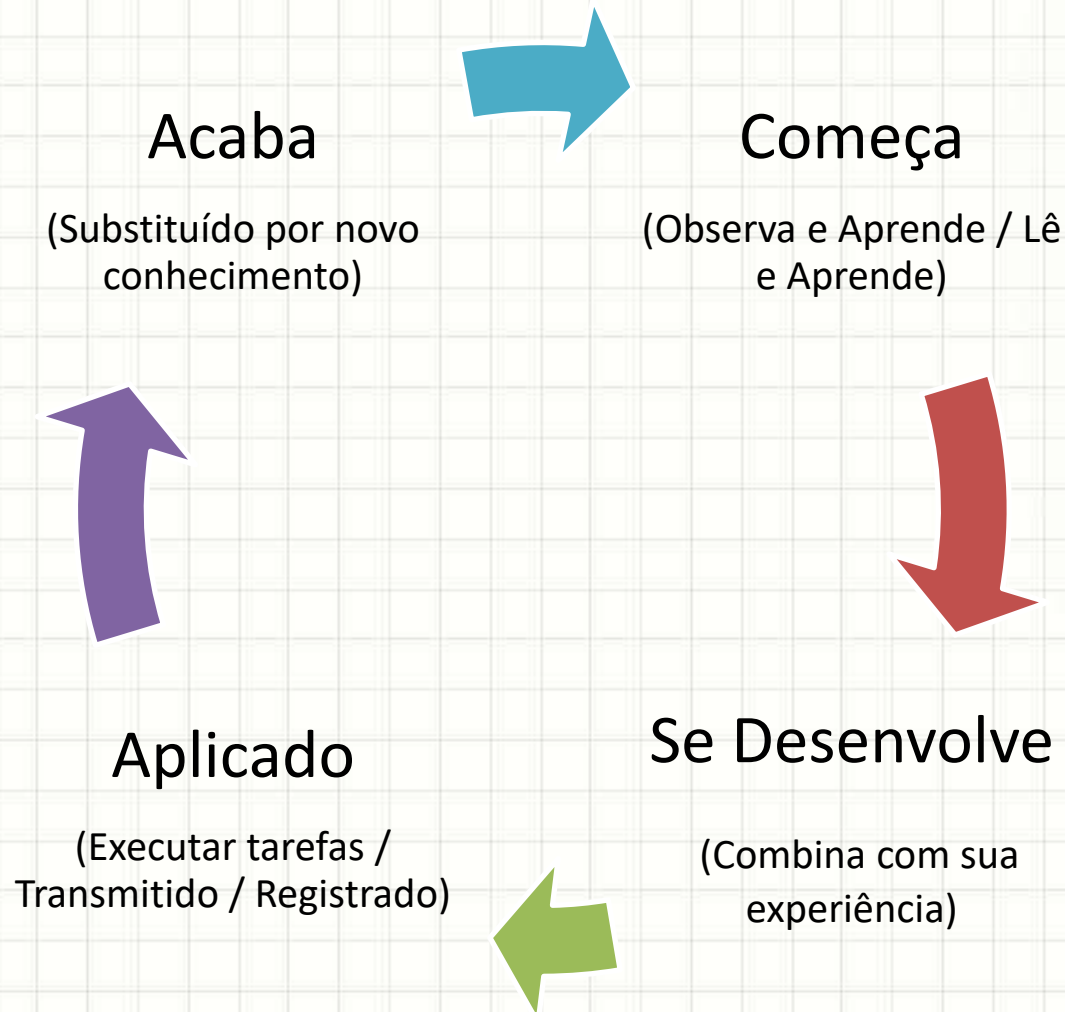 Acaba
(Substituído por novo
conhecimento)
Começa
(Observa e Aprende / Lê
e Aprende)
Se Desenvolve
(Combina com sua
experiência)
Aplicado
(Executar tarefas /
Transmitido / Registrado)